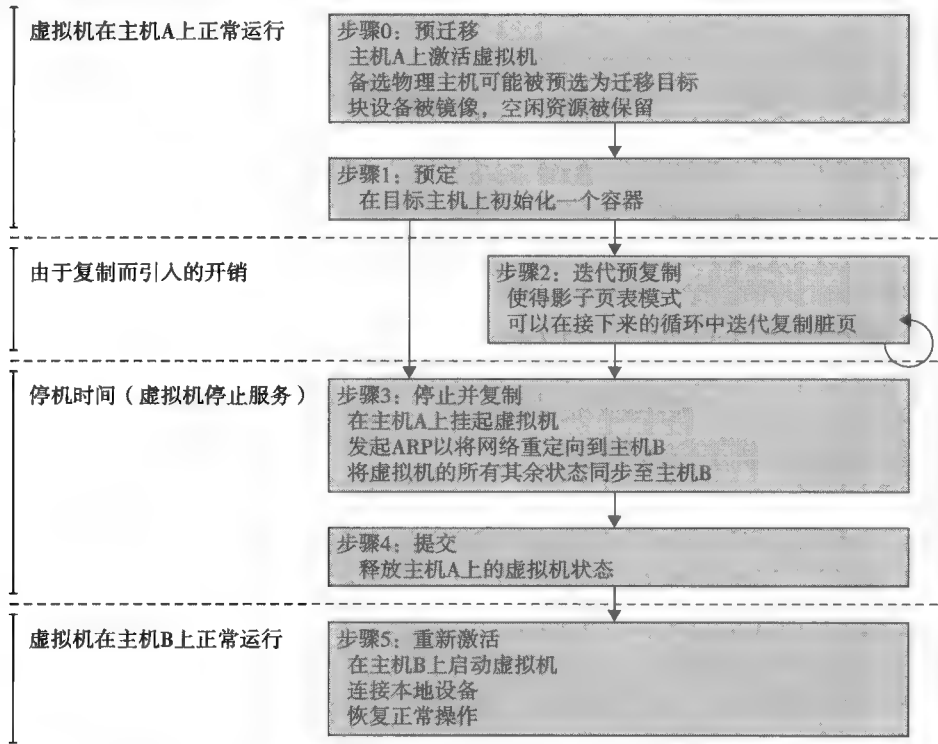 虚拟机在主机A上正常运行
步骤0：预迁移
主机A上激活虚拟机
备选物理主机可能被预选为迁移目标
块设备被镜像，空闲资源被保留
步骤1：预定
在目标主机上初始化一个容器
由于复制而引入的开销
步骤2：迭代预复制
使得影子页表模式
可以在接下来的循环中迭代复制脏页
停机时间（虚拟机停止服务）
步骤3：停止并复制
在主机A上挂起虚拟机
发起ARP以将网络重定向到主机B
将虚拟机的所有其余状态同步至主机B
步骤4：提交
释放主机A上的虚拟机状态
虚拟机在主机B上正常运行
步骤5：重新激活
在主机B上启动虚拟机
连接本地设备
恢复正常操作